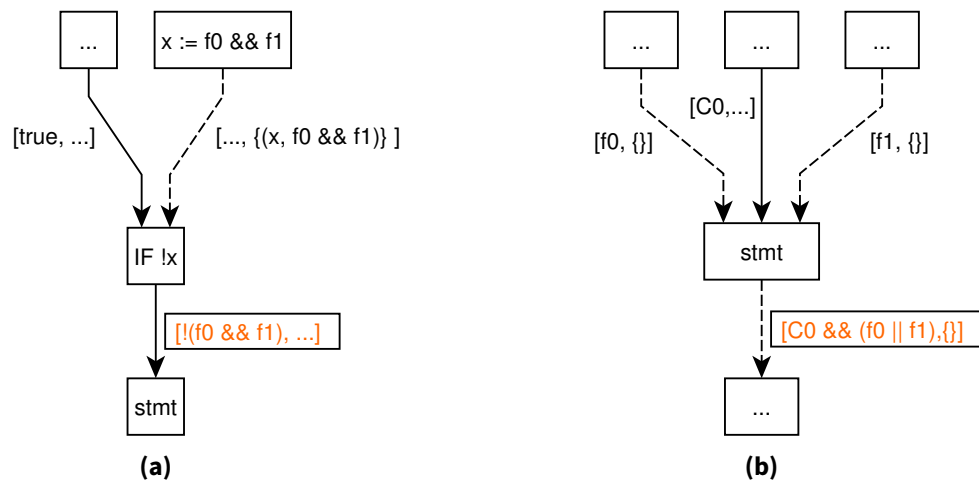 ...
x := f0 && f1
[true, ...]
[..., {(x, f0 && f1)} ]
IF !x
[!(f0 && f1), ...]
stmt
(a)
...
...
...
[C0,...]
[f0, {}]
[f1, {}]
stmt
[C0 && (f0 || f1),{}]
...
(b)